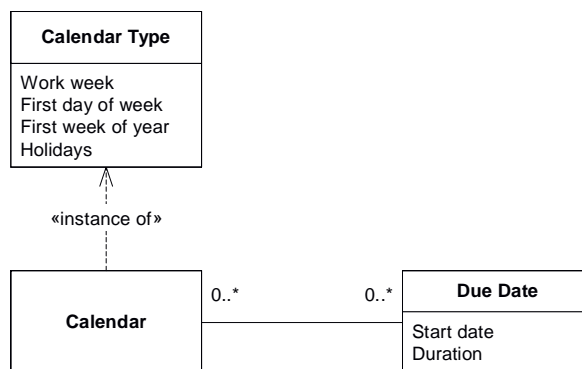 Calendar Type
Work week
First day of week
First week of year
Holidays
«instance of»
Calendar
0..*
0..*
Due Date
Start date
Duration